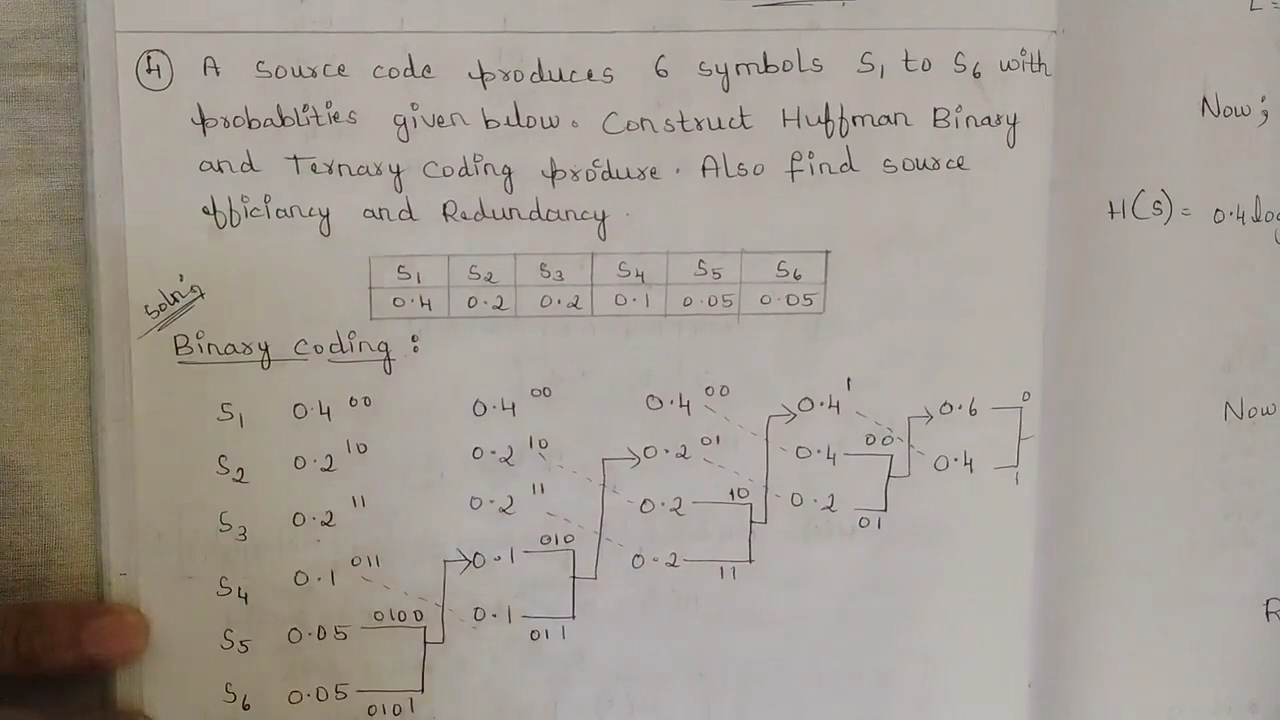 L =
④ A source code produces 6 symbols S1 to S6 with
probablities given below. Construct Huffman Binary
and Ternary coding produre. Also find source
efficiancy and Redundancy.
Now;
H(S) = 0.4 log
S1 S2 S3 S4 S5 S6
0.4 0.2 0.2 0.1 0.05 0.05
Soln;
Binary Coding :
S1 0.4 00 0.4 00 0.4 00 0.4 1 0.6 0
S2 0.2 10 0.2 10 0.2 01 0.4 00 0.4 1
S3 0.2 11 0.2 11 0.2 10 0.2 01
S4 0.1 011 0.1 010 0.2 11
S5 0.05 0100 0.1 011
S6 0.05 0101
Now
R